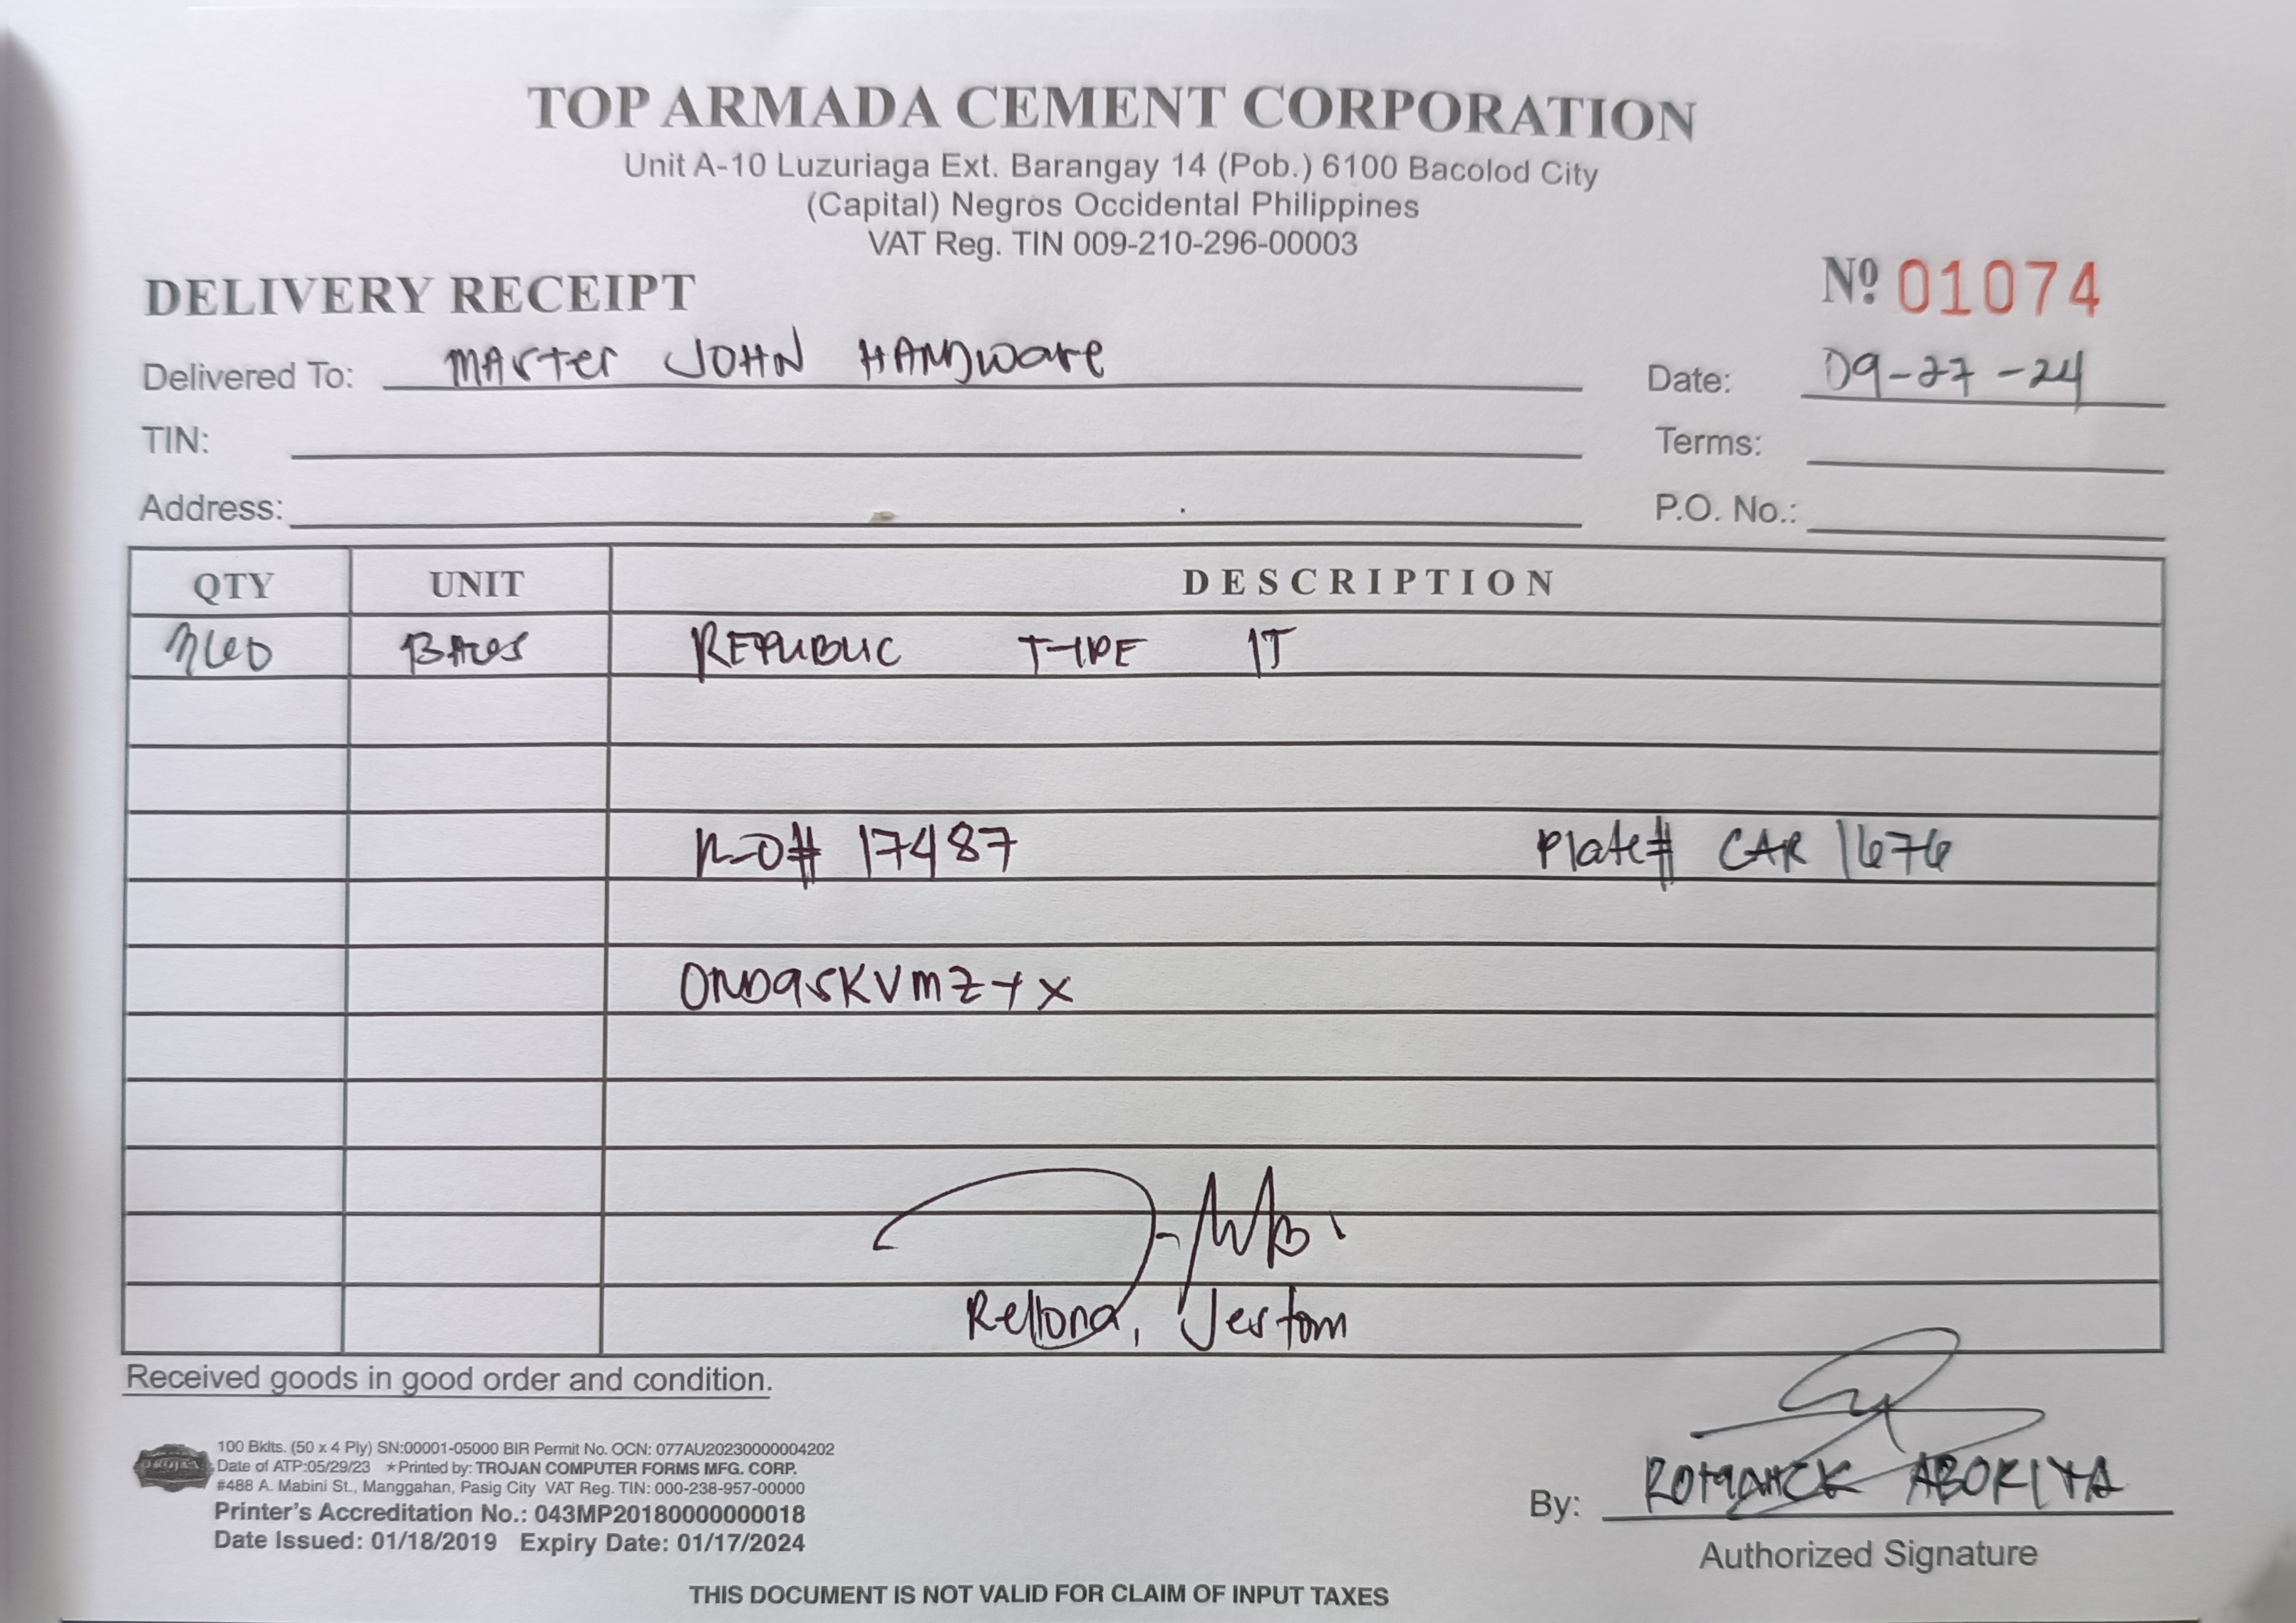 TOP ARMADA CEMENT CORPORATION
Unit A-10 Luzuriaga Ext. Barangay 14 (Pob.) 6100 Bacolod City
(Capital) Negros Occidental Philippines
VAT Reg. TIN 009-210-296-00003
DELIVERY RECEIPT
Nº 01074
Delivered To: Master JOHN HARDware
Date: 09-27-24
TIN:
Terms:
Address:
P.O. No.:
QTY UNIT DESCRIPTION
BAGS REPUBLIC TYPE 1T
# 17487 Plate# CAR 1676
Rellona, Jestom
Received goods in good order and condition.
TROJAN
100 Bklts. (50 x 4 Ply) SN:00001-05000 BIR Permit No. OCN: 077AU20230000004202
Date of ATP:05/29/23 ★Printed by: TROJAN COMPUTER FORMS MFG. CORP.
#488 A. Mabini St., Manggahan, Pasig City VAT Reg. TIN: 000-238-957-00000
Printer's Accreditation No.: 043MP20180000000018
Date Issued: 01/18/2019 Expiry Date: 01/17/2024
By:
Authorized Signature
THIS DOCUMENT IS NOT VALID FOR CLAIM OF INPUT TAXES